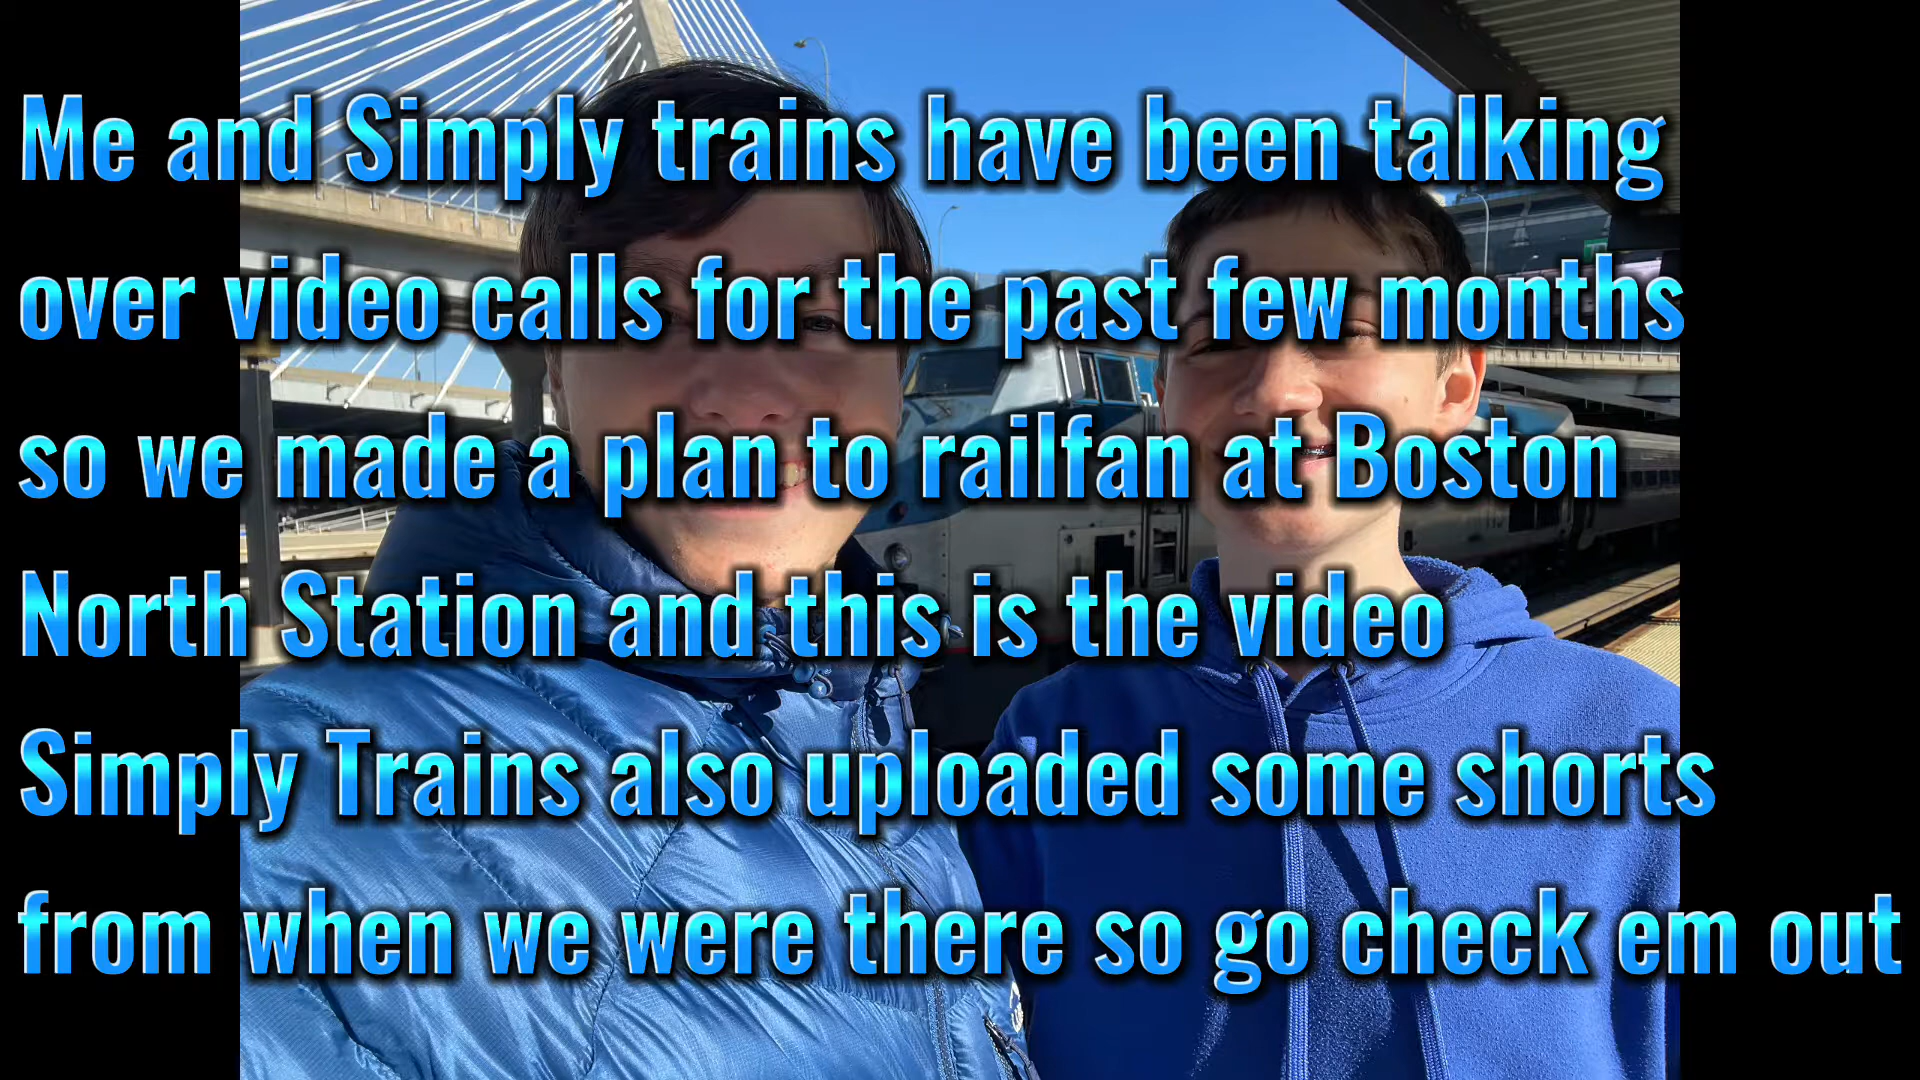 Me and Simply trains have been talking
over video calls for the past few months
so we made a plan to railfan at Boston
North Station and this is the video
Simply Trains also uploaded some shorts
from when we were there so go check em out